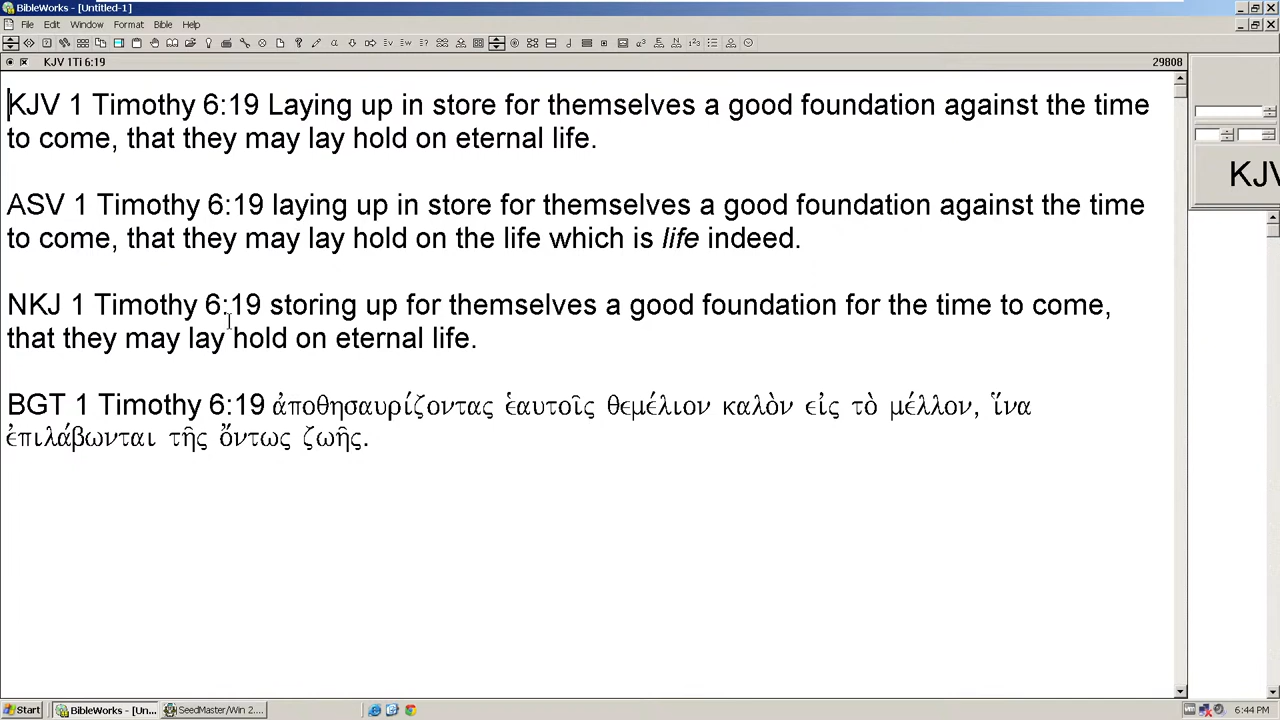 BibleWorks - [Untitled-1]
File Edit Window Format Bible Help
KJV 1Ti 6:19 29808
KJV 1 Timothy 6:19 Laying up in store for themselves a good foundation against the time
to come, that they may lay hold on eternal life.
KJV
ASV 1 Timothy 6:19 laying up in store for themselves a good foundation against the time
to come, that they may lay hold on the life which is life indeed.
NKJ 1 Timothy 6:19 storing up for themselves a good foundation for the time to come,
that they may lay hold on eternal life.
BGT 1 Timothy 6:19 ἀποθησαυρίζοντας ἑαυτοῖς θεμέλιον καλὸν εἰς τὸ μέλλον, ἵνα
ἐπιλάβωνται τῆς ὄντως ζωῆς.
Start BibleWorks - [Un... SeedMaster/Win 2.... 6:44 PM